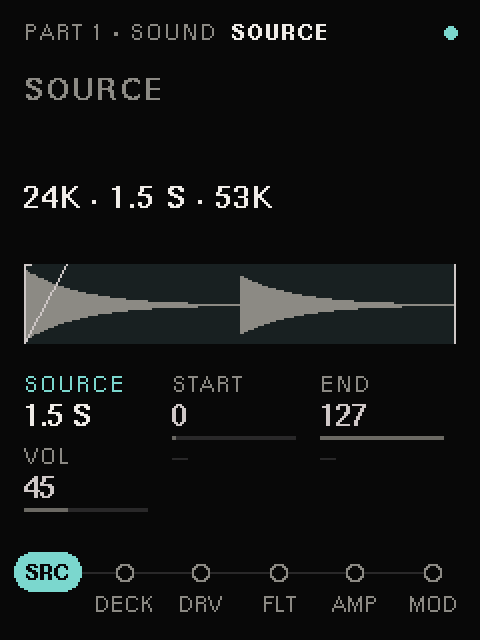 PART 1 · SOUND SOURCE
SOURCE
24K · 1.5 S · 53K
SOURCE START END
1.5 S 0 127
VOL — —
45
SRC
DECK DRV FLT AMP MOD